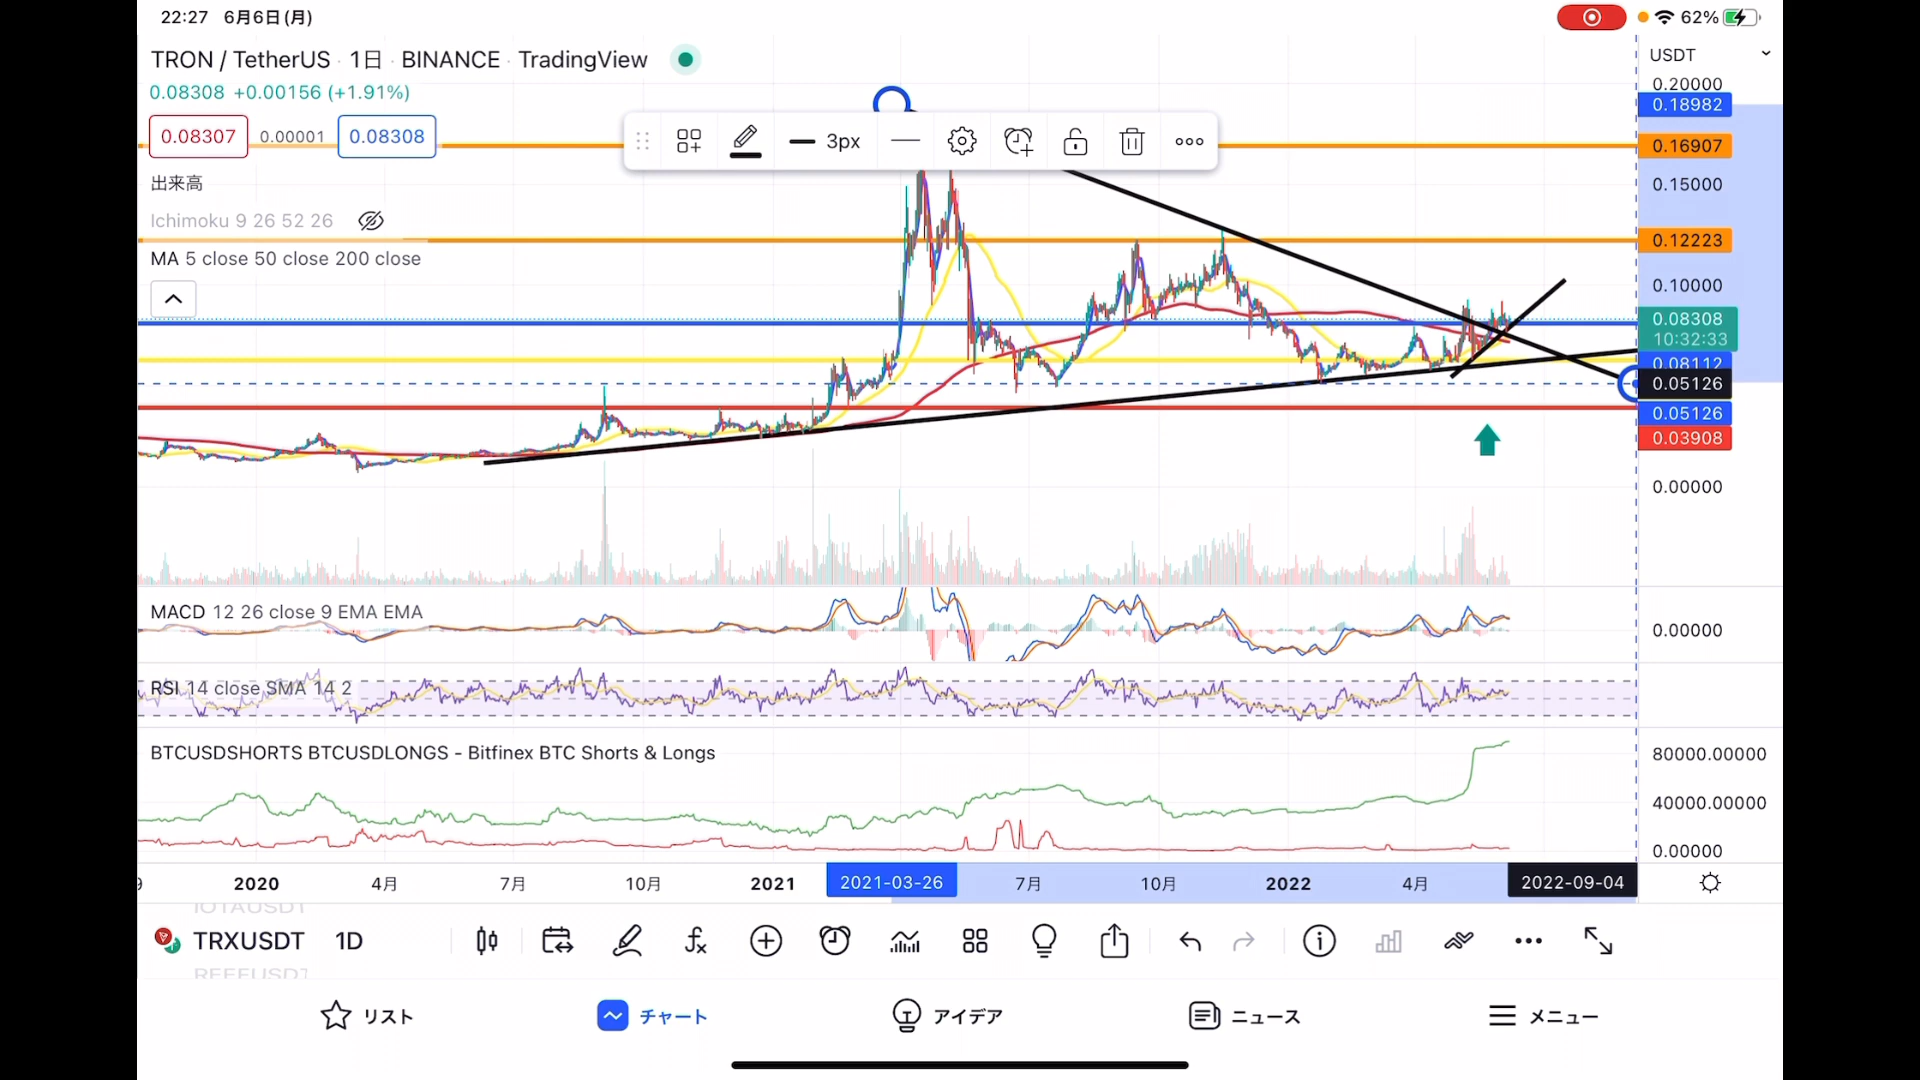 22:27 6月6日(月)
62%
TRON / TetherUS · 1日 · BINANCE · TradingView
USDT
0.08308 +0.00156 (+1.91%)
0.08307 0.00001 0.08308
3px
出来高
Ichimoku 9 26 52 26
MA 5 close 50 close 200 close
0.20000
0.18982
0.16907
0.15000
0.12223
0.10000
0.08308
10:32:33
0.08112
0.05126
0.05126
0.03908
0.00000
MACD 12 26 close 9 EMA EMA
0.00000
RSI 14 close SMA 14 2
BTCUSDSHORTS BTCUSDLONGS - Bitfinex BTC Shorts & Longs
80000.00000
40000.00000
0.00000
2020 4月 7月 10月 2021 2021-03-26 7月 10月 2022 4月 2022-09-04
IOTAUSDT
TRXUSDT 1D
REEFUSDT
リスト チャート アイデア ニュース メニュー